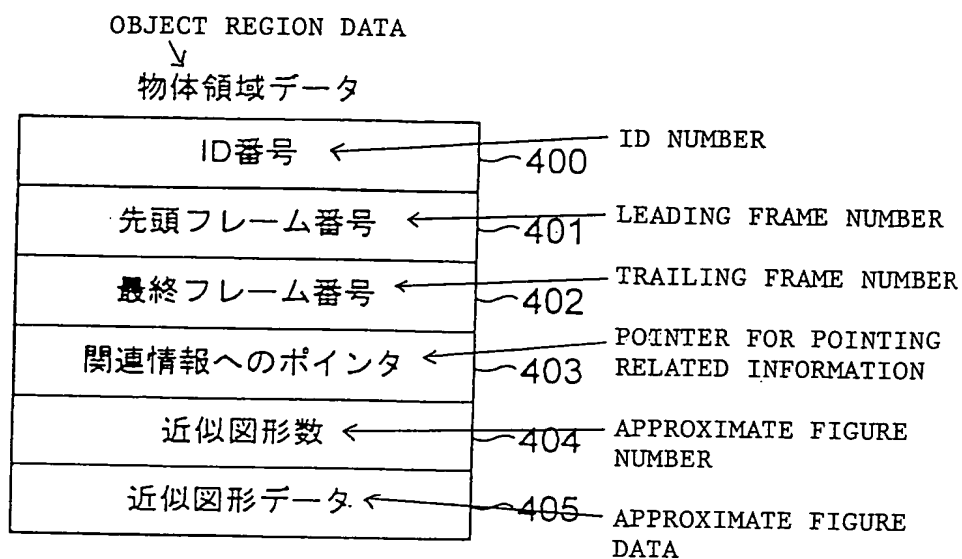 OBJECT REGION DATA
物体領域データ
ID番号
400
ID NUMBER
先頭フレーム番号
401
LEADING FRAME NUMBER
最終フレーム番号
402
TRAILING FRAME NUMBER
関連情報へのポインタ
403
POINTER FOR POINTING
RELATED INFORMATION
近似図形数
404
APPROXIMATE FIGURE
NUMBER
近似図形データ
405
APPROXIMATE FIGURE
DATA